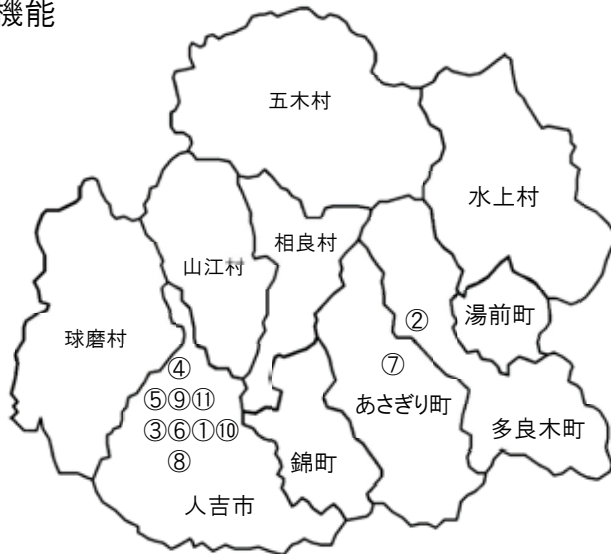 機能
五木村
水上村
相良村
山江村
湯前町
球磨村
②
④
⑦
⑤⑨⑪
あさぎり町
③⑥①⑩
多良木町
⑧
錦町
人吉市